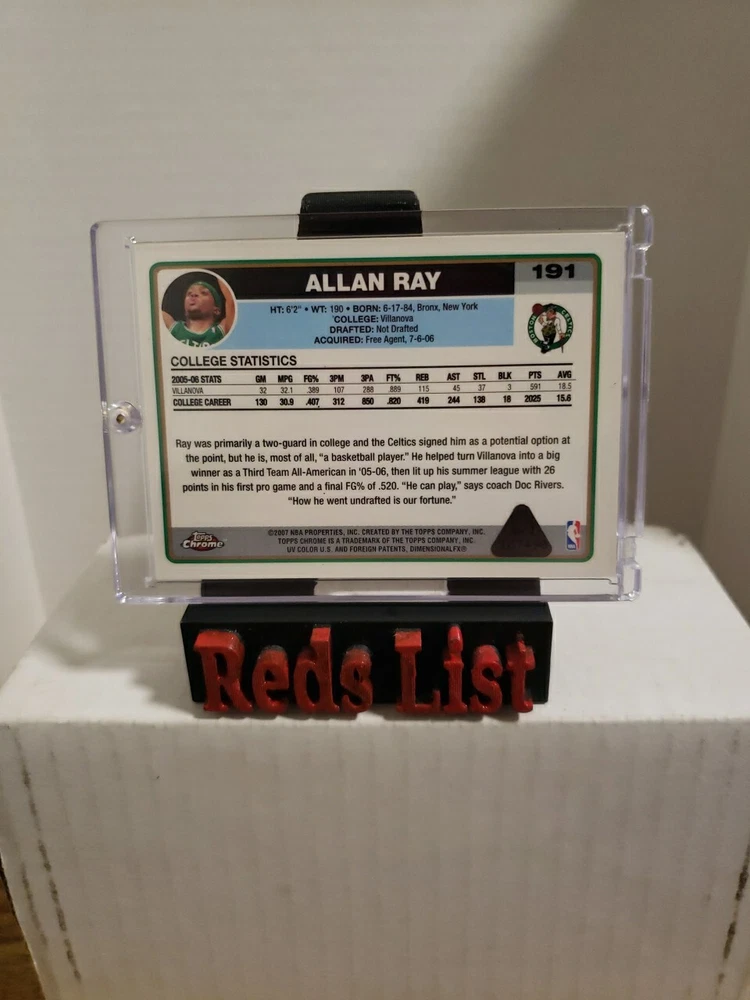 ALLAN RAY
191
HT: 6'2" • WT: 190 • BORN: 6-17-84, Bronx, New York
COLLEGE: Villanova
DRAFTED: Not Drafted
ACQUIRED: Free Agent, 7-6-06
COLLEGE STATISTICS
2005-06 STATS GM MPG FG% 3PM 3PA FT% REB AST STL BLK PTS AVG
VILLANOVA 32 32.1 .389 107 288 .889 115 45 37 3 591 18.5
COLLEGE CAREER 130 30.9 .407 312 850 .820 419 244 138 18 2025 15.6
Ray was primarily a two-guard in college and the Celtics signed him as a potential option at
the point, but he is, most of all, "a basketball player." He helped turn Villanova into a big
winner as a Third Team All-American in '05-06, then lit up his summer league with 26
points in his first pro game and a final FG% of .520. "He can play," says coach Doc Rivers.
"How he went undrafted is our fortune."
Topps Chrome
©2007 NBA PROPERTIES, INC. CREATED BY THE TOPPS COMPANY, INC.
TOPPS CHROME IS A TRADEMARK OF THE TOPPS COMPANY, INC.
UV COLOR U.S. AND FOREIGN PATENTS, DIMENSIONALFX®
Reds List